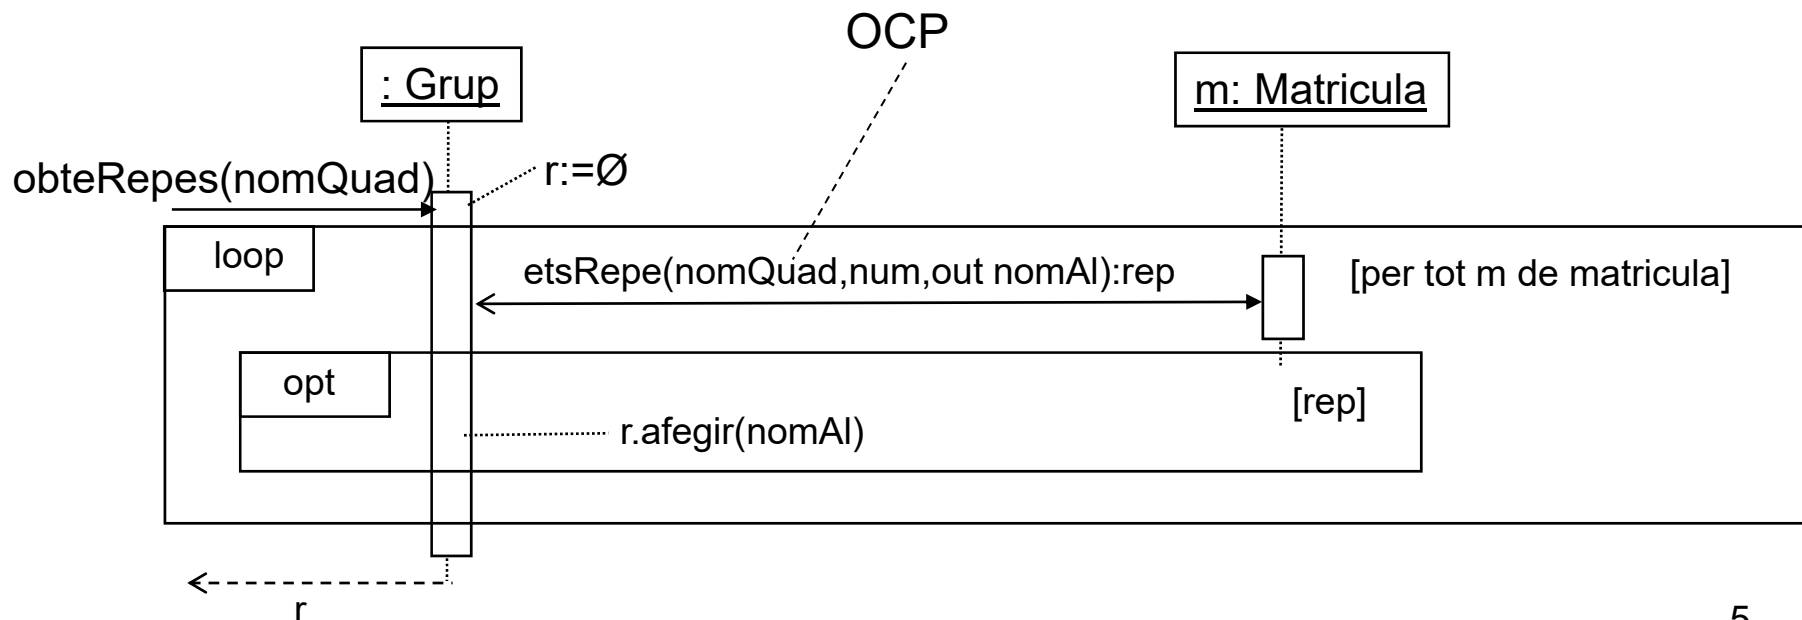 OCP
: Grup
m: Matricula
obteRepes(nomQuad)
r:=Ø
loop
etsRepe(nomQuad,num,out nomAl):rep
[per tot m de matricula]
opt
[rep]
r.afegir(nomAl)
r
5